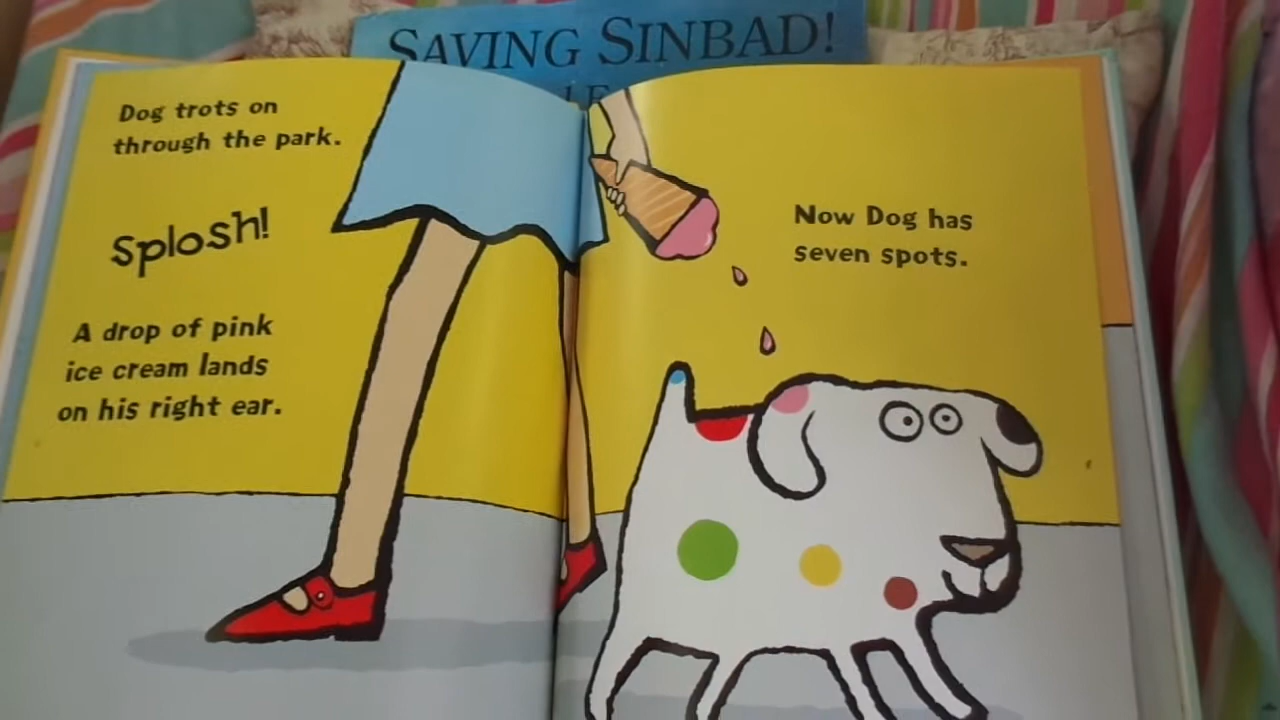 SAVING SINBAD!
Dog trots on
through the park.
Splosh!
A drop of pink
ice cream lands
on his right ear.
Now Dog has
seven spots.